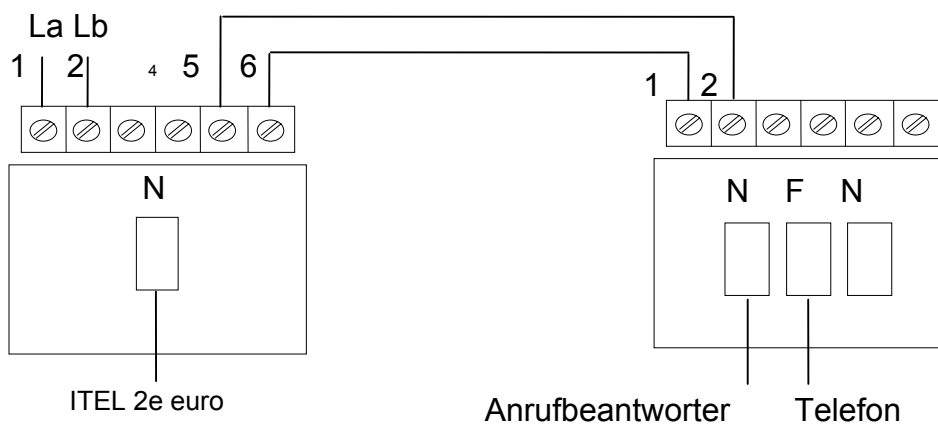 La Lb
1 2 4 5 6
1 2
N
N F N
ITEL 2e euro
Anrufbeantworter Telefon